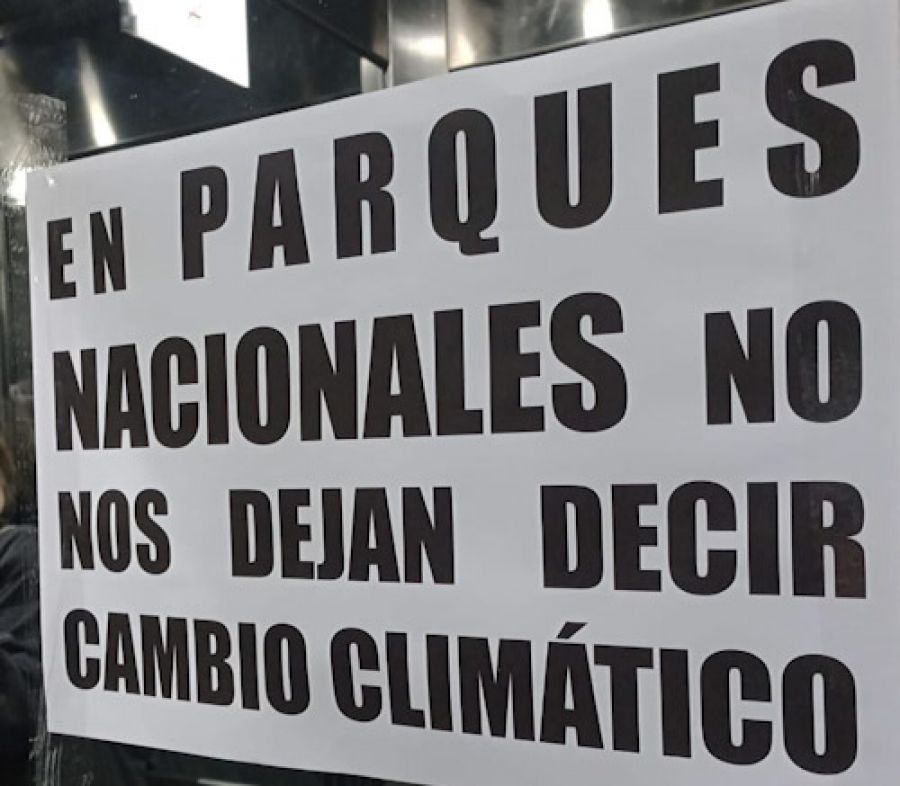 EN PARQUES
NACIONALES NO
NOS DEJAN DECIR
CAMBIO CLIMÁTICO